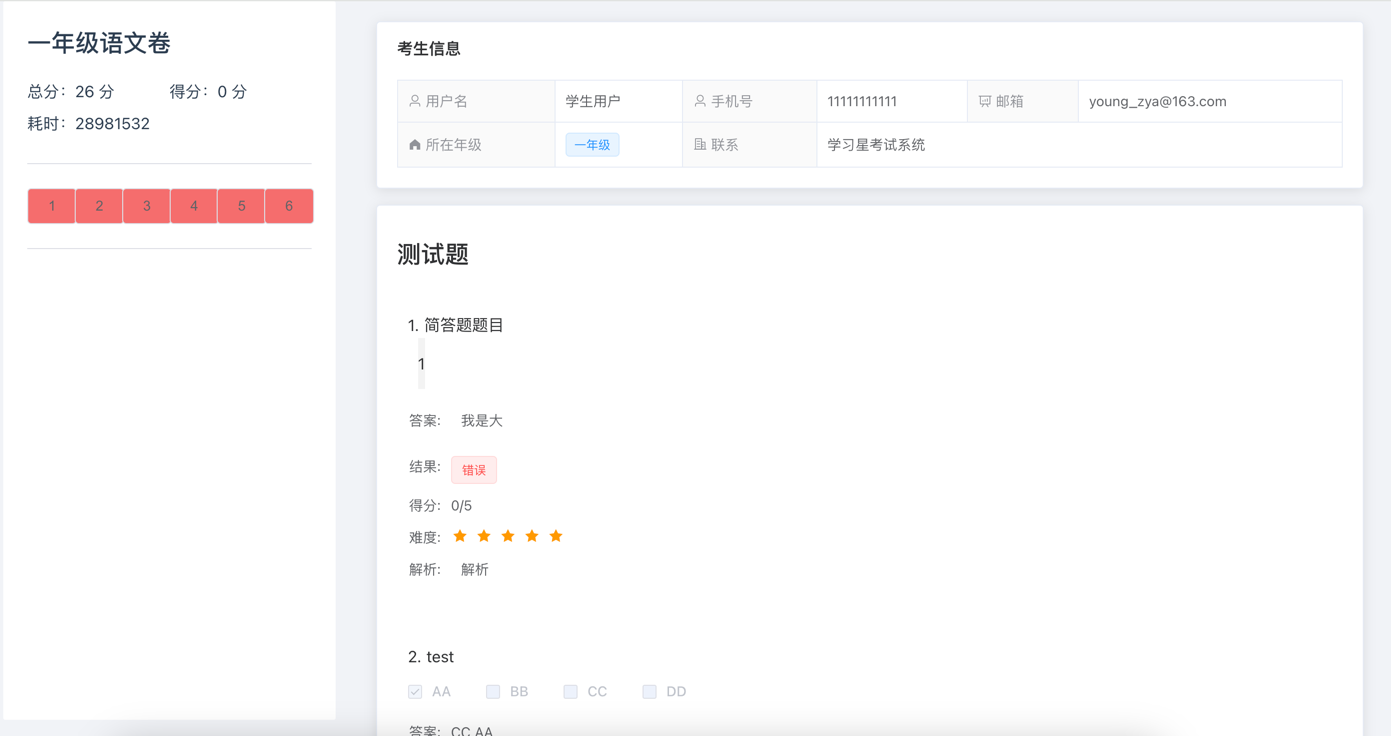 一年级语文卷
总分：26 分 得分：0 分
耗时：28981532
1 2 3 4 5 6
考生信息
用户名 学生用户 手机号 11111111111 邮箱 young_zya@163.com
所在年级 一年级 联系 学习星考试系统
测试题
1. 简答题题目
1
答案: 我是大
结果: 错误
得分: 0/5
难度:
解析: 解析
2. test
AA BB CC DD
答案: CC AA